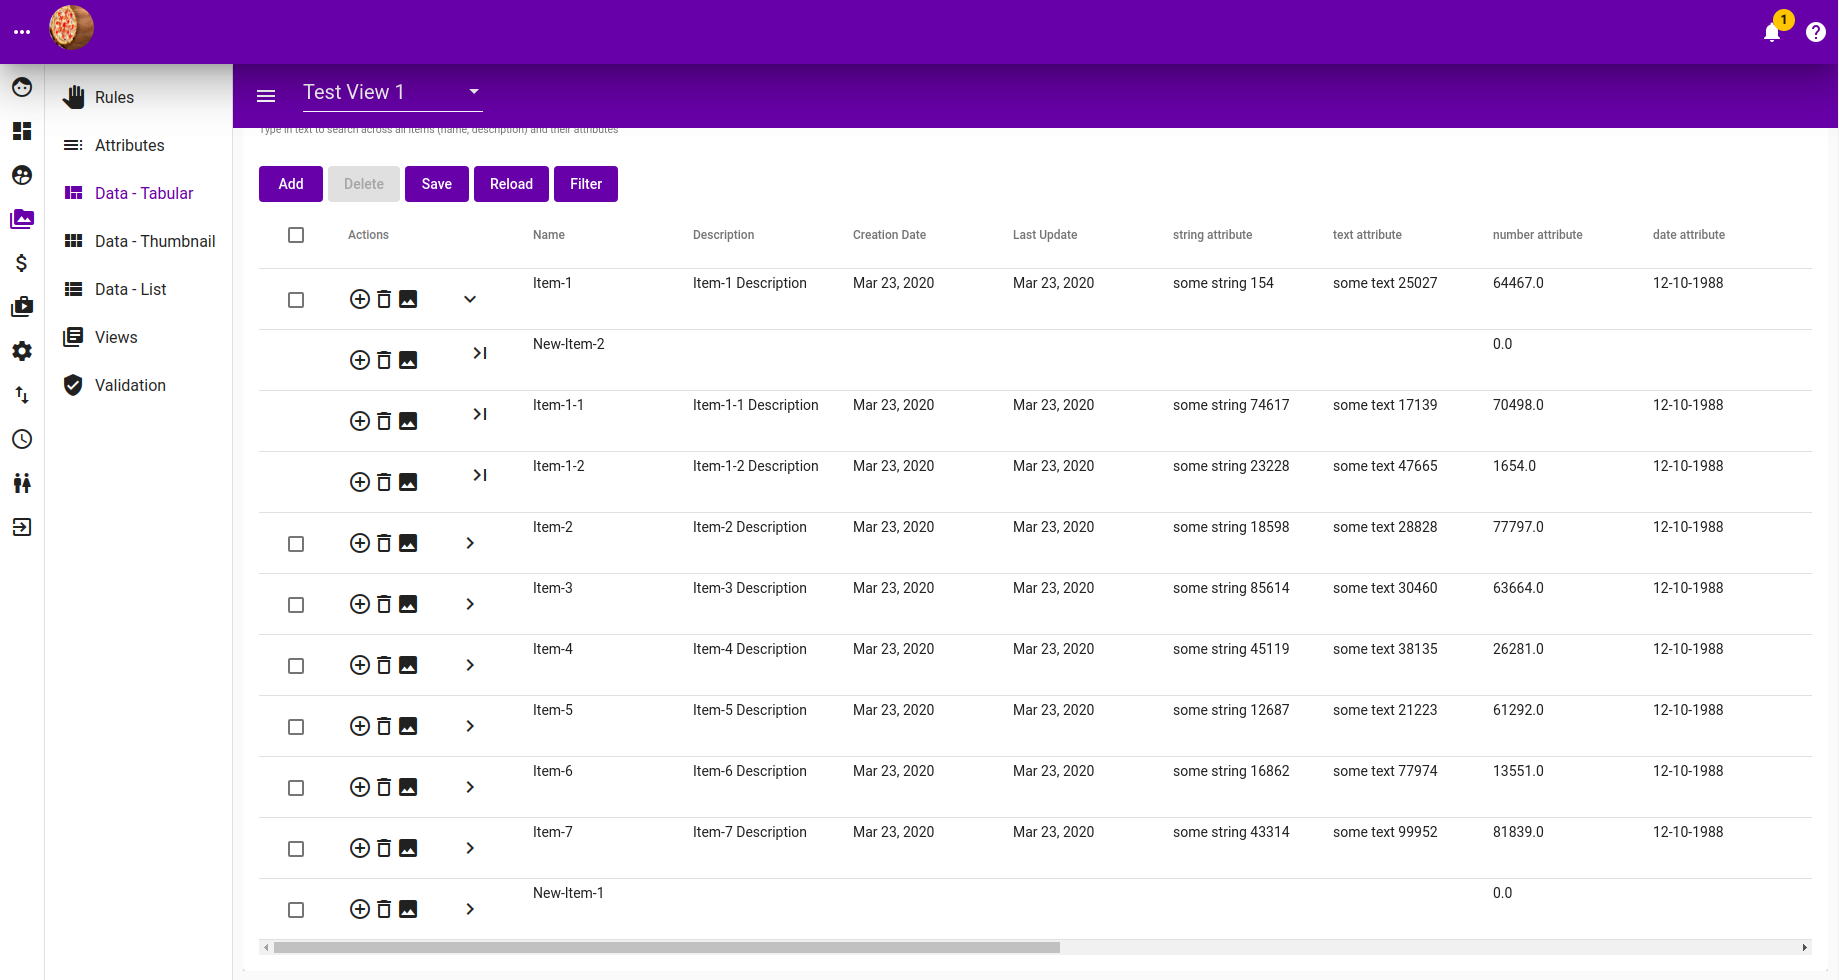 1
Test View 1
Type in text to search across all items (name, description) and their attributes
Rules
Attributes
Data - Tabular
Data - Thumbnail
Data - List
Views
Validation
Add Delete Save Reload Filter
Actions Name Description Creation Date Last Update string attribute text attribute number attribute date attribute
Item-1 Item-1 Description Mar 23, 2020 Mar 23, 2020 some string 154 some text 25027 64467.0 12-10-1988
New-Item-2 0.0
Item-1-1 Item-1-1 Description Mar 23, 2020 Mar 23, 2020 some string 74617 some text 17139 70498.0 12-10-1988
Item-1-2 Item-1-2 Description Mar 23, 2020 Mar 23, 2020 some string 23228 some text 47665 1654.0 12-10-1988
Item-2 Item-2 Description Mar 23, 2020 Mar 23, 2020 some string 18598 some text 28828 77797.0 12-10-1988
Item-3 Item-3 Description Mar 23, 2020 Mar 23, 2020 some string 85614 some text 30460 63664.0 12-10-1988
Item-4 Item-4 Description Mar 23, 2020 Mar 23, 2020 some string 45119 some text 38135 26281.0 12-10-1988
Item-5 Item-5 Description Mar 23, 2020 Mar 23, 2020 some string 12687 some text 21223 61292.0 12-10-1988
Item-6 Item-6 Description Mar 23, 2020 Mar 23, 2020 some string 16862 some text 77974 13551.0 12-10-1988
Item-7 Item-7 Description Mar 23, 2020 Mar 23, 2020 some string 43314 some text 99952 81839.0 12-10-1988
New-Item-1 0.0